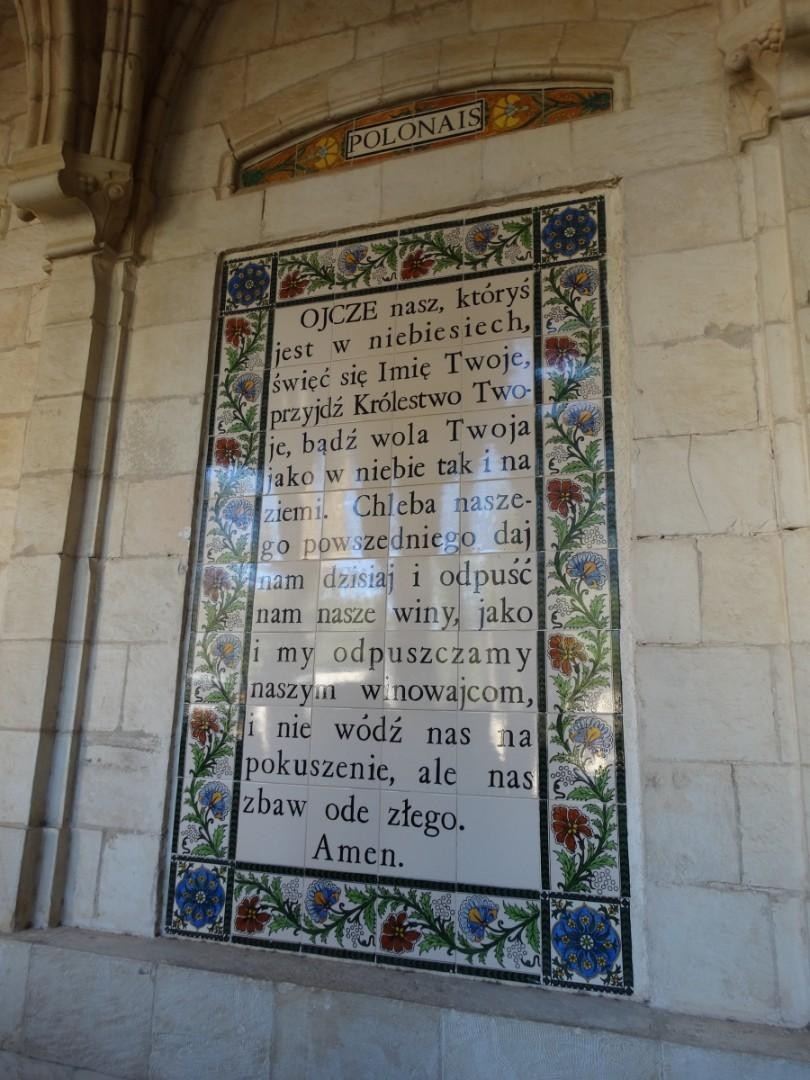 POLONAIS
OJCZE nasz, któryś
jest w niebiesiech,
święć się Imię Twoje,
przyjdź Królestwo Two-
je, bądź wola Twoja
jako w niebie tak i na
ziemi. Chleba nasze-
go powszedniego daj
nam dzisiaj i odpuść
nam nasze winy, jako
i my odpuszczamy
naszym winowajcom,
i nie wódź nas na
pokuszenie, ale nas
zbaw ode złego.
Amen.